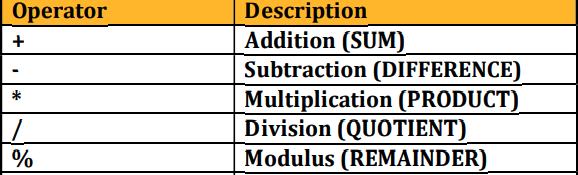 Operator Description
+ Addition (SUM)
- Subtraction (DIFFERENCE)
* Multiplication (PRODUCT)
/ Division (QUOTIENT)
% Modulus (REMAINDER)